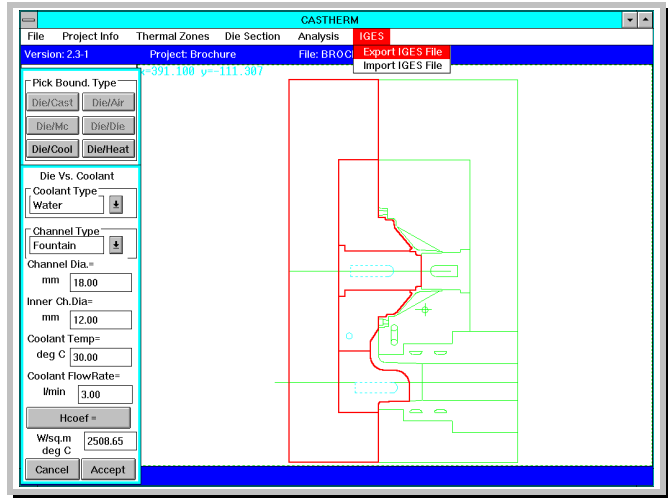 CASTHERM
File Project Info Thermal Zones Die Section Analysis IGES
Version: 2.3-1 Project: Brochure File: BROC
Export IGES File
Import IGES File
x=391.100 y=-111.307
Pick Bound. Type
Die/Cast Die/Air
Die/Mc Die/Die
Die/Cool Die/Heat
Die Vs. Coolant
Coolant Type
Water
Channel Type
Fountain
Channel Dia.=
mm 18.00
Inner Ch.Dia=
mm 12.00
Coolant Temp=
deg C 30.00
Coolant FlowRate=
l/min 3.00
Hcoef =
W/sq.m 2508.65
deg C
Cancel Accept